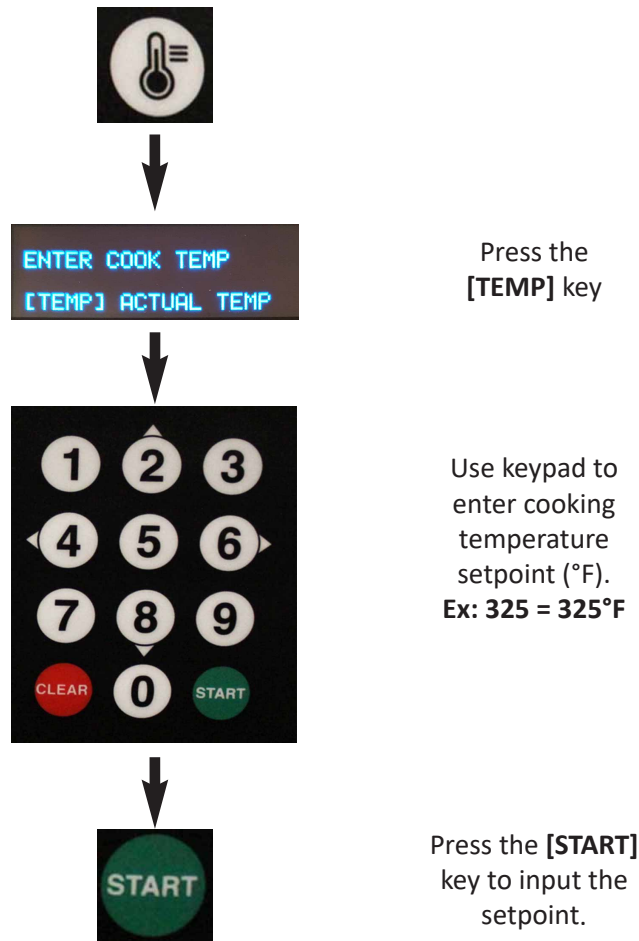 ENTER COOK TEMP
[TEMP] ACTUAL TEMP
Press the
[TEMP] key
1 2 3
4 5 6
7 8 9
CLEAR 0 START
Use keypad to
enter cooking
temperature
setpoint (°F).
Ex: 325 = 325°F
START
Press the [START]
key to input the
setpoint.